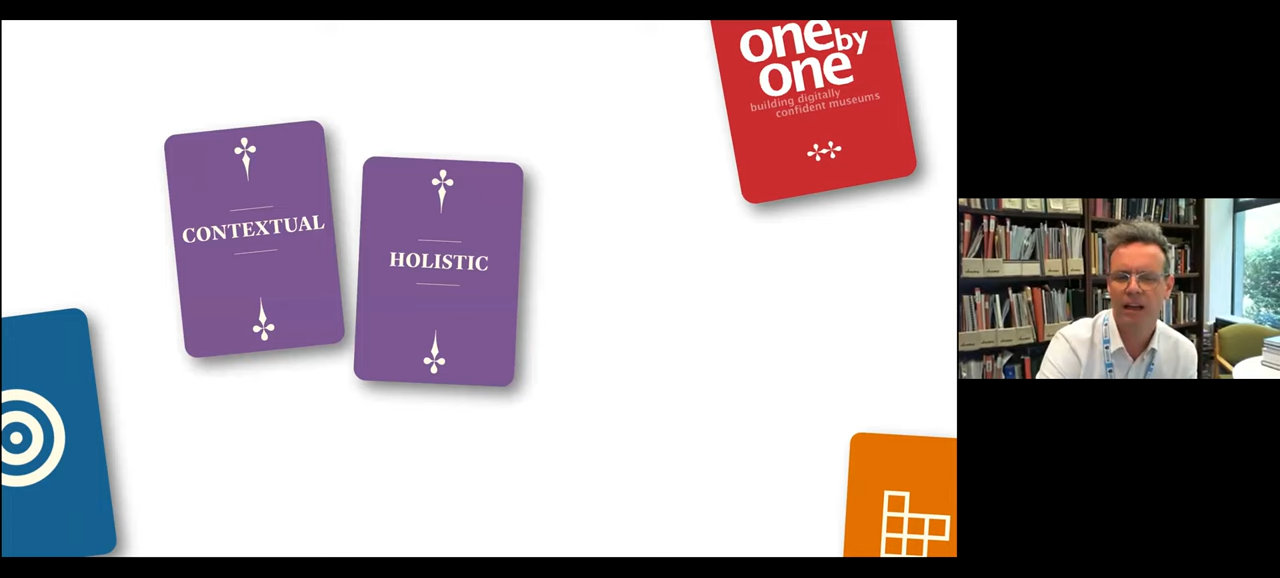 one by
one
building digitally
confident museums
CONTEXTUAL
HOLISTIC